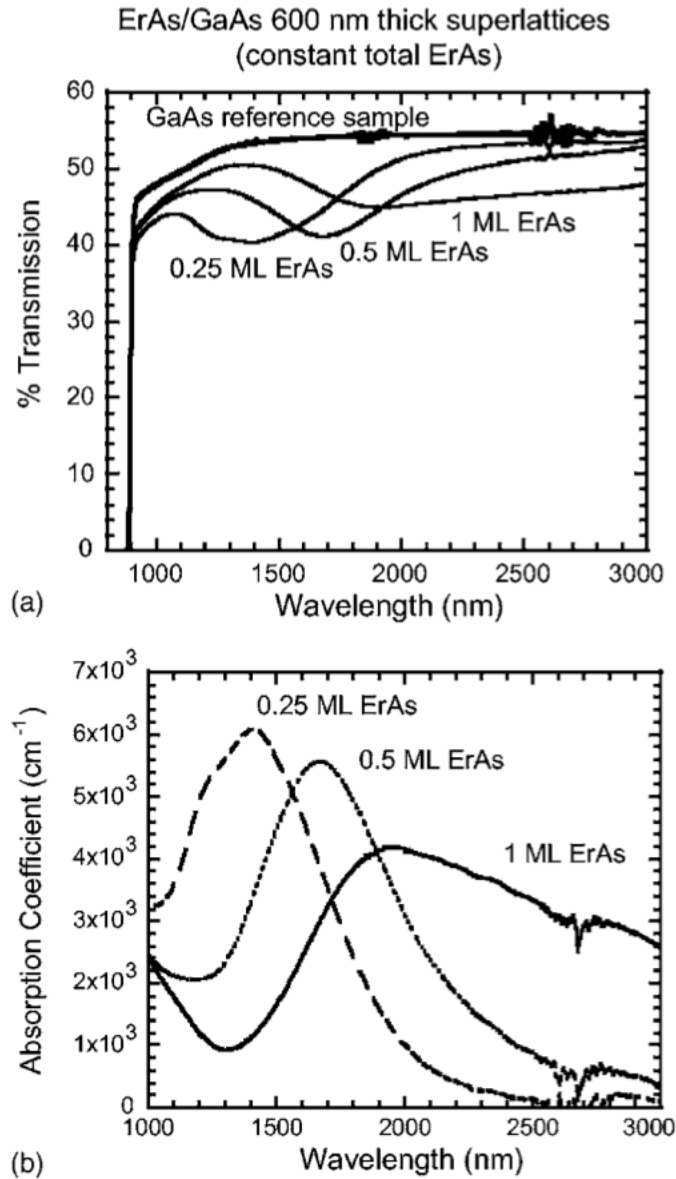 ErAs/GaAs 600 nm thick superlattices
(constant total ErAs)
60
50
40
30
20
10
0
% Transmission
GaAs reference sample
1 ML ErAs
0.5 ML ErAs
0.25 ML ErAs
1000 1500 2000 2500 3000
Wavelength (nm)
(a)
7x10³
6x10³
5x10³
4x10³
3x10³
2x10³
1x10³
0
Absorption Coefficient (cm⁻¹)
0.25 ML ErAs
0.5 ML ErAs
1 ML ErAs
1000 1500 2000 2500 3000
Wavelength (nm)
(b)